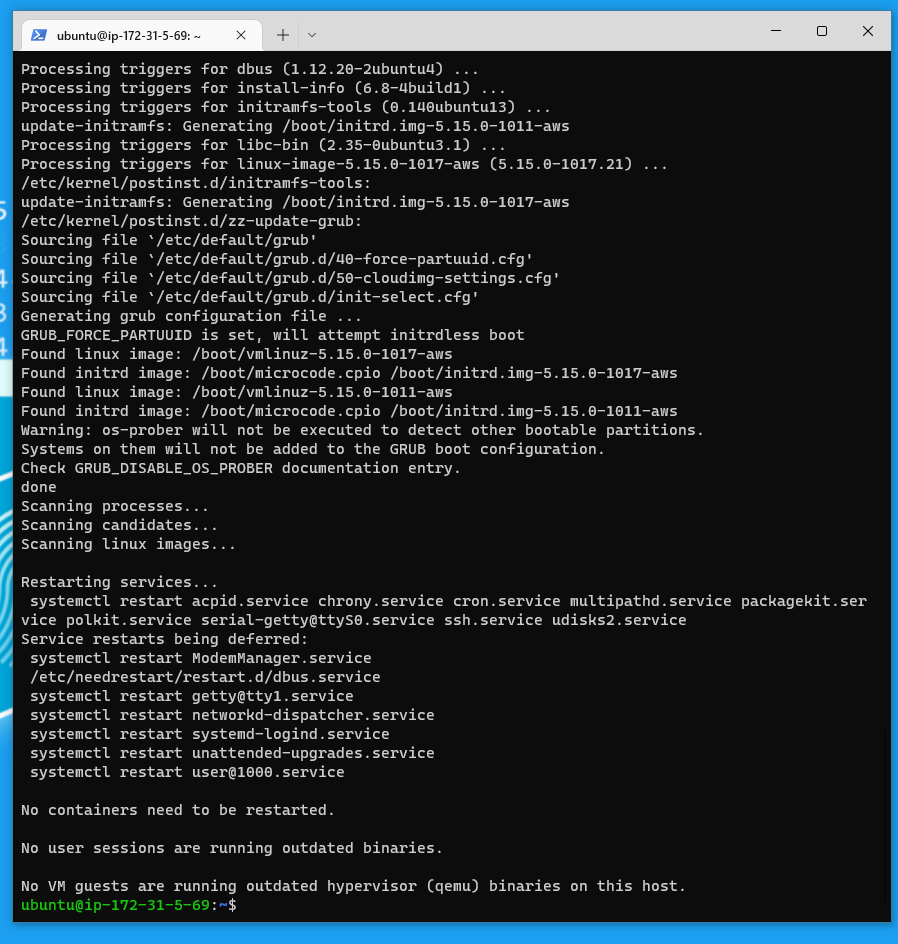 ubuntu@ip-172-31-5-69: ~
Processing triggers for dbus (1.12.20-2ubuntu4) ...
Processing triggers for install-info (6.8-4build1) ...
Processing triggers for initramfs-tools (0.140ubuntu13) ...
update-initramfs: Generating /boot/initrd.img-5.15.0-1011-aws
Processing triggers for libc-bin (2.35-0ubuntu3.1) ...
Processing triggers for linux-image-5.15.0-1017-aws (5.15.0-1017.21) ...
/etc/kernel/postinst.d/initramfs-tools:
update-initramfs: Generating /boot/initrd.img-5.15.0-1017-aws
/etc/kernel/postinst.d/zz-update-grub:
Sourcing file `/etc/default/grub'
Sourcing file `/etc/default/grub.d/40-force-partuuid.cfg'
Sourcing file `/etc/default/grub.d/50-cloudimg-settings.cfg'
Sourcing file `/etc/default/grub.d/init-select.cfg'
Generating grub configuration file ...
GRUB_FORCE_PARTUUID is set, will attempt initrdless boot
Found linux image: /boot/vmlinuz-5.15.0-1017-aws
Found initrd image: /boot/microcode.cpio /boot/initrd.img-5.15.0-1017-aws
Found linux image: /boot/vmlinuz-5.15.0-1011-aws
Found initrd image: /boot/microcode.cpio /boot/initrd.img-5.15.0-1011-aws
Warning: os-prober will not be executed to detect other bootable partitions.
Systems on them will not be added to the GRUB boot configuration.
Check GRUB_DISABLE_OS_PROBER documentation entry.
done
Scanning processes...
Scanning candidates...
Scanning linux images...
Restarting services...
 systemctl restart acpid.service chrony.service cron.service multipathd.service packagekit.ser
vice polkit.service serial-getty@ttyS0.service ssh.service udisks2.service
Service restarts being deferred:
 systemctl restart ModemManager.service
 /etc/needrestart/restart.d/dbus.service
 systemctl restart getty@tty1.service
 systemctl restart networkd-dispatcher.service
 systemctl restart systemd-logind.service
 systemctl restart unattended-upgrades.service
 systemctl restart user@1000.service
No containers need to be restarted.
No user sessions are running outdated binaries.
No VM guests are running outdated hypervisor (qemu) binaries on this host.
ubuntu@ip-172-31-5-69:~$